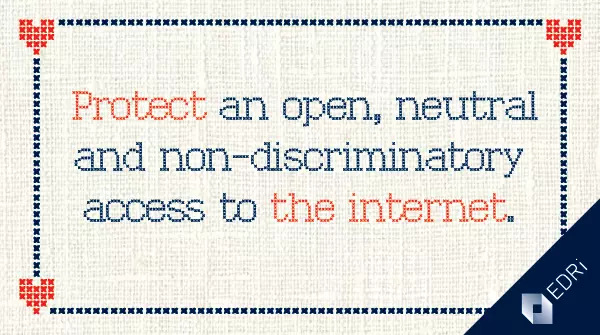 Protect an open, neutral
and non-discriminatory
access to the internet.
EDRi